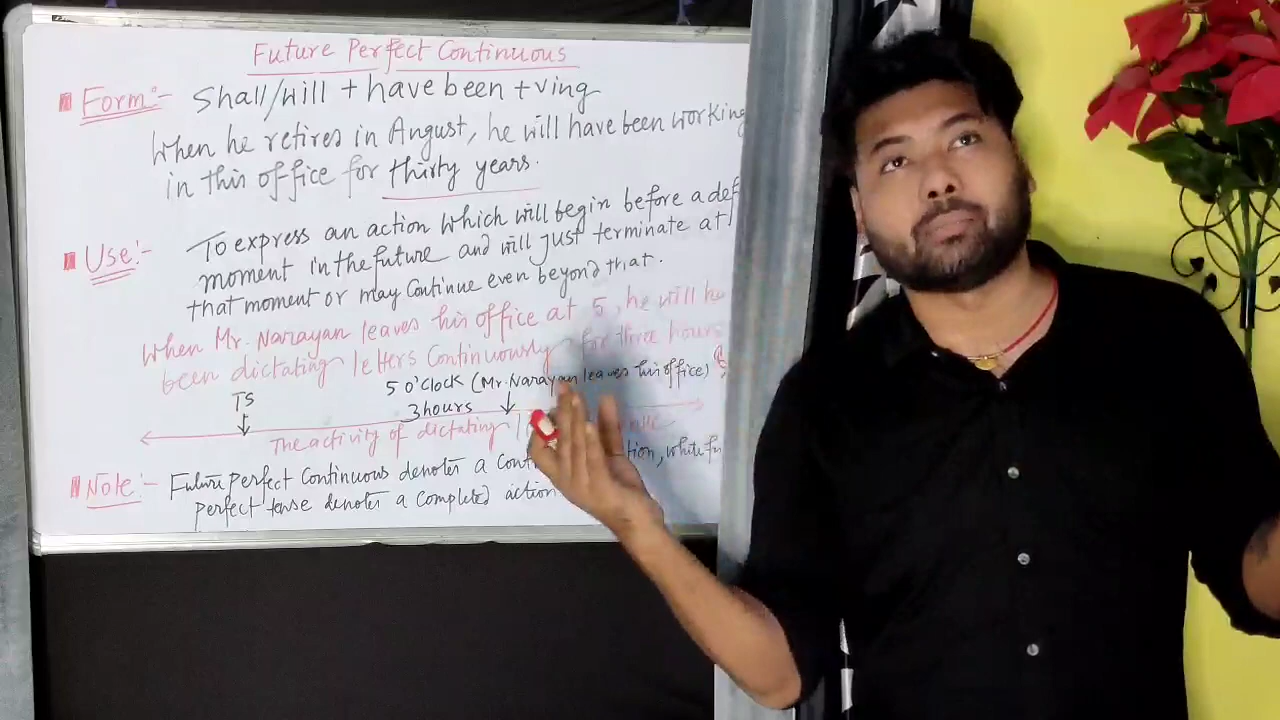 Future Perfect Continuous
Form:- Shall/will + have been + ving
When he retires in August, he will have been working
in this office for thirty years.
Use:- To express an action which will begin before a def
moment in the future and will just terminate at
that moment or may continue even beyond that.
When Mr. Narayan leaves his office at 5, he will ha
been dictating letters continuously for three hours
5 o'clock (Mr. Narayan leaves his office)
TS
3 hours
The activity of dictating
Note:- Future perfect continuous denotes a
perfect tense denotes a completed action